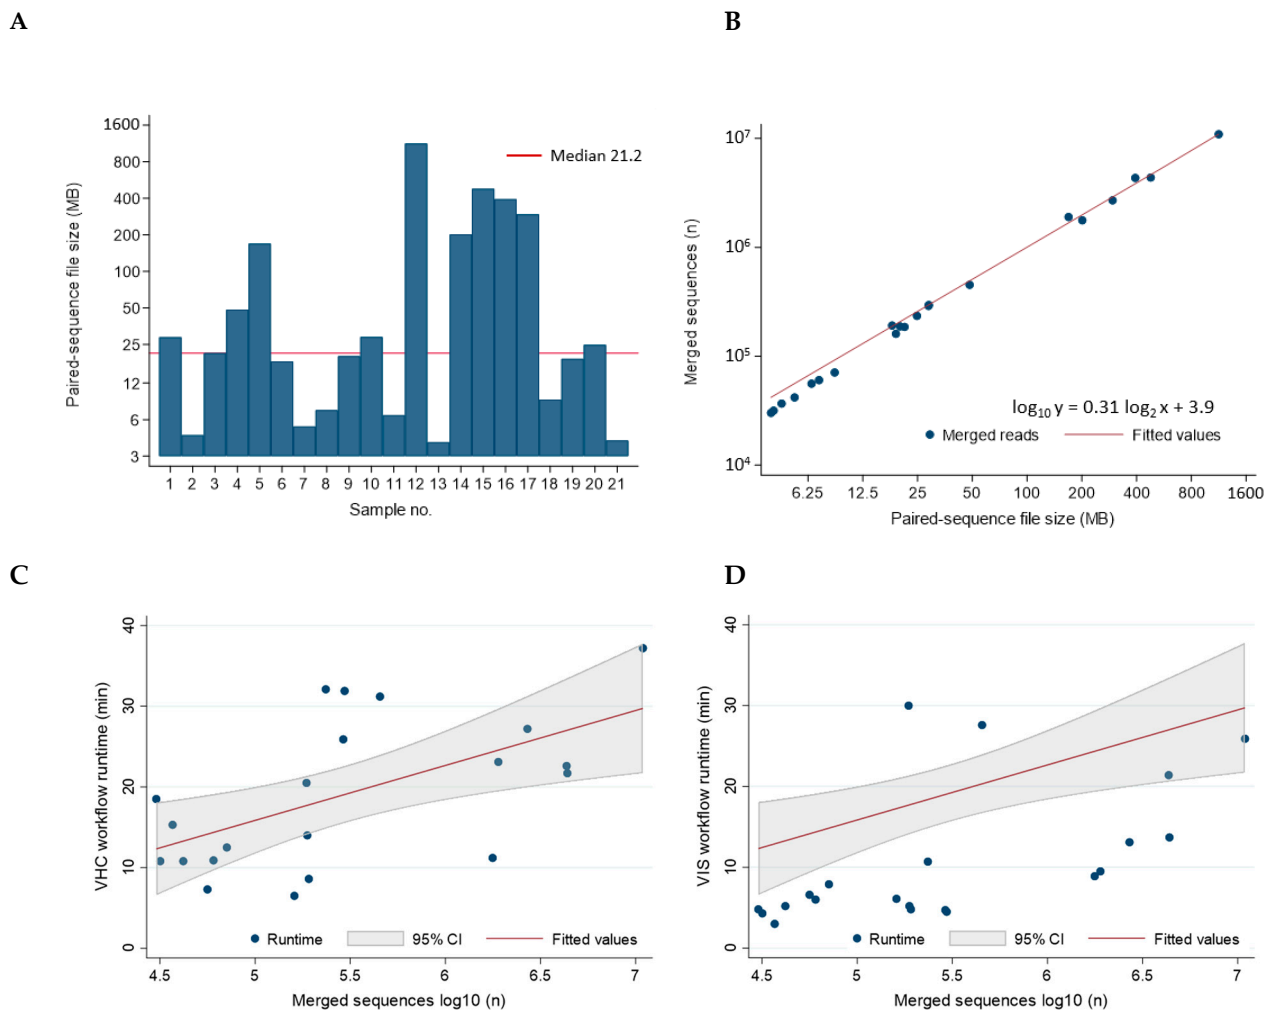 A
1600
800
400
200
100
50
25
12
6
3
Paired-sequence file size (MB)
Median 21.2
1 2 3 4 5 6 7 8 9 10 11 12 13 14 15 16 17 18 19 20 21
Sample no.
B
10⁷
10⁶
10⁵
10⁴
Merged sequences (n)
log₁₀ y = 0.31 log₂ x + 3.9
Merged reads Fitted values
6.25 12.5 25 50 100 200 400 800 1600
Paired-sequence file size (MB)
C
40
30
20
10
0
VHC workflow runtime (min)
Runtime 95% CI Fitted values
4.5 5 5.5 6 6.5 7
Merged sequences log10 (n)
D
40
30
20
10
0
VIS workflow runtime (min)
Runtime 95% CI Fitted values
4.5 5 5.5 6 6.5 7
Merged sequences log10 (n)